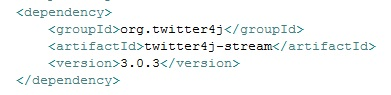 <dependency>
<groupId>org.twitter4j</groupId>
<artifactId>twitter4j-stream</artifactId>
<version>3.0.3</version>
</dependency>